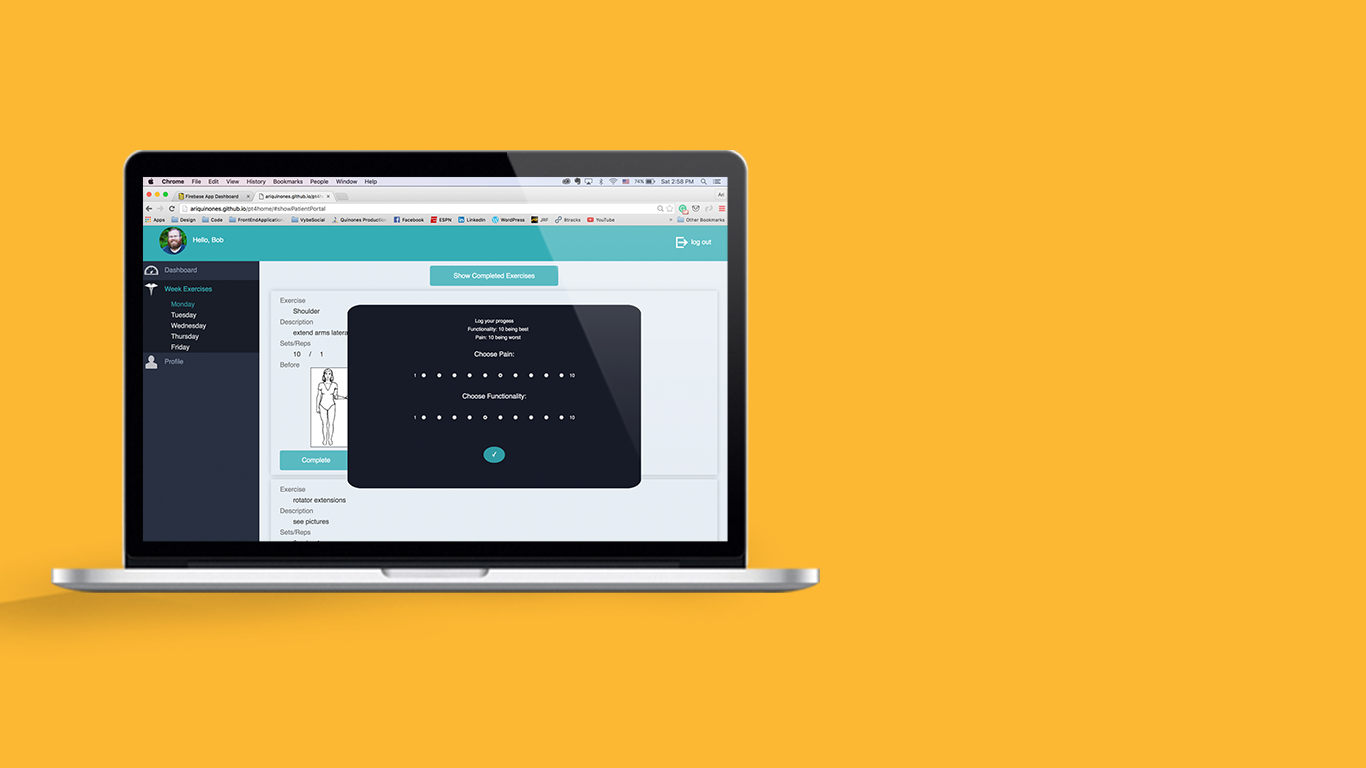 Chrome File Edit View History Bookmarks People Window Help 74% Sat 2:58 PM
Firebase App Dashboard ariquinones.github.io/pt4h Ari
ariquinones.github.io/pt4home/#showPatientPortal
Apps Design Code FrontEndApplication VybeSocial Quinones Production Facebook ESPN LinkedIn WordPress JRF 8tracks YouTube » Other Bookmarks
Hello, Bob
log out
Dashboard
Week Exercises
Monday
Tuesday
Wednesday
Thursday
Friday
Profile
Show Completed Exercises
Exercise
Shoulder
Description
extend arms latera
Sets/Reps
10 / 1
Before
Complete
Log your progess
Functionality: 10 being best
Pain: 10 being worst
Choose Pain:
1 10
Choose Functionality:
1 10
✓
Exercise
rotator extensions
Description
see pictures
Sets/Reps